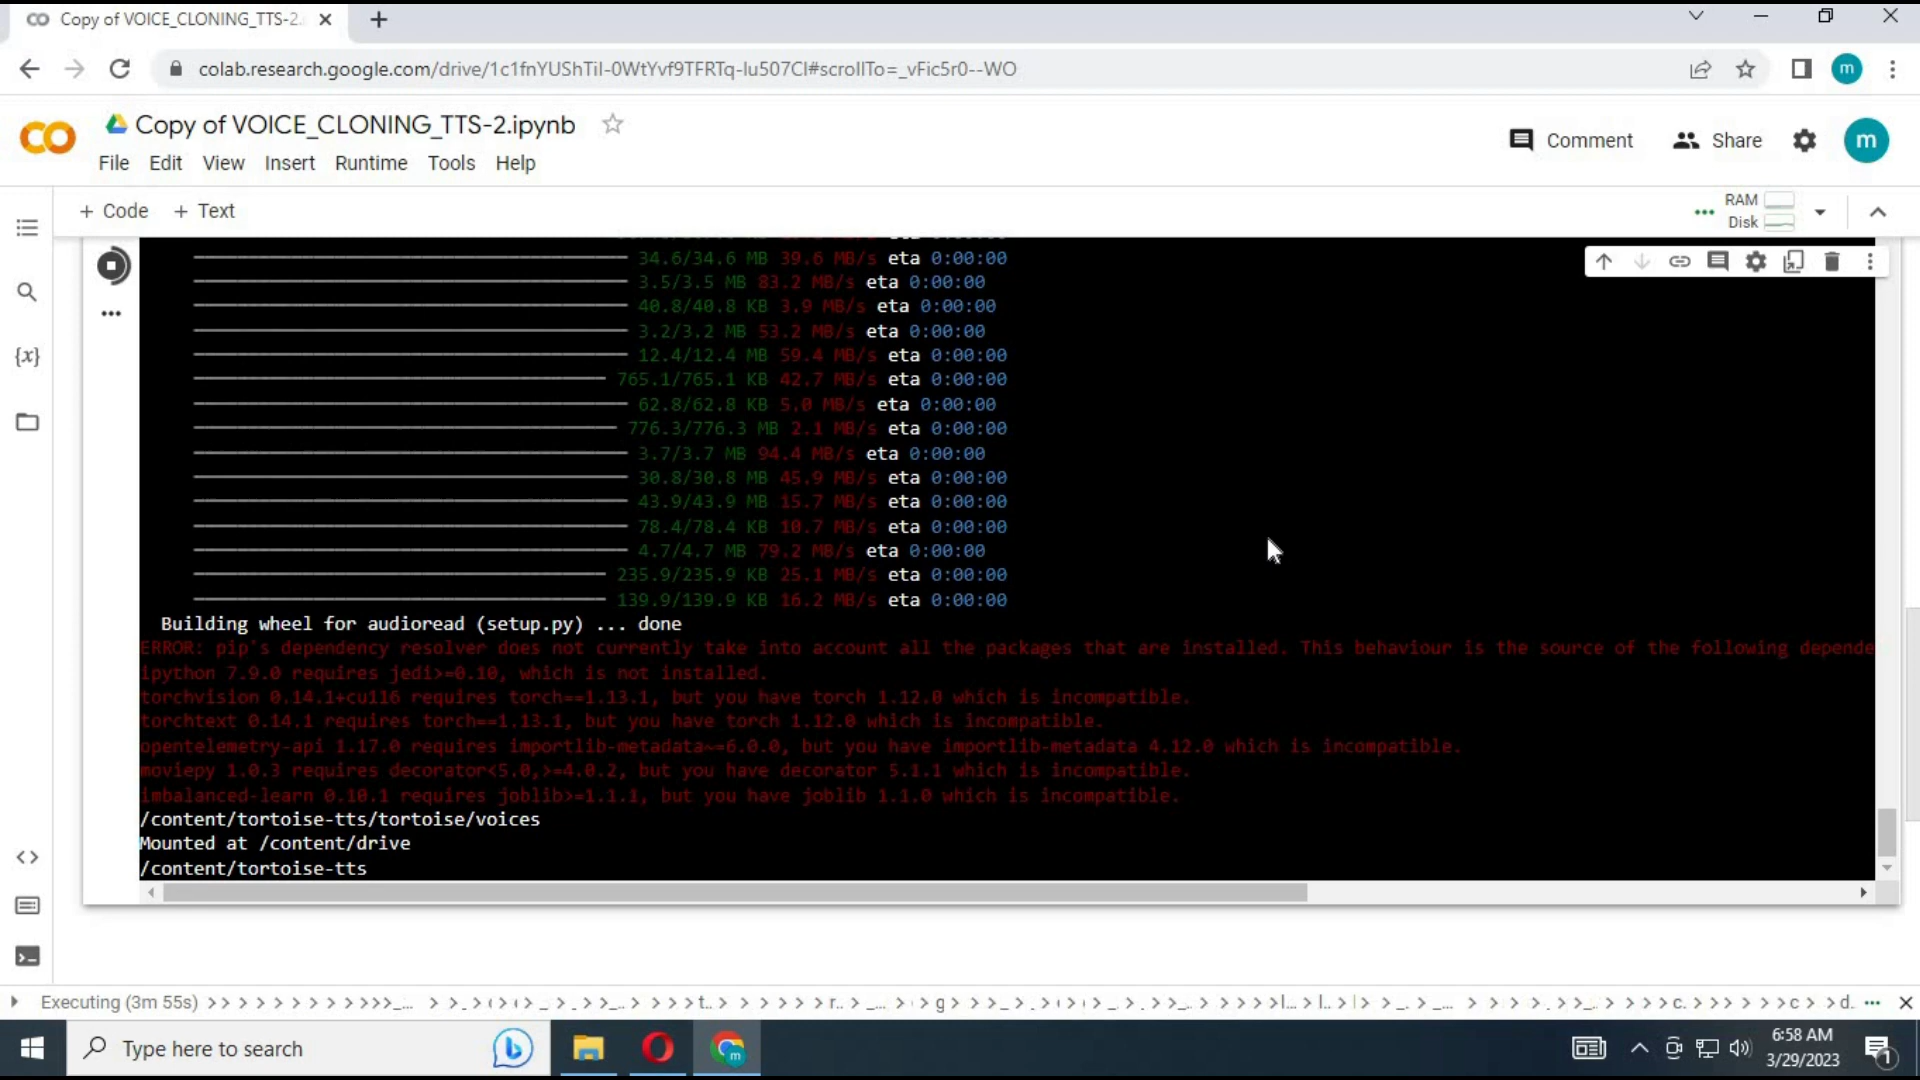 Copy of VOICE_CLONING_TTS-2.
colab.research.google.com/drive/1c1fnYUShTiI-0WtYvf9TFRTq-Iu507CI#scrollTo=_vFic5r0--WO
m
Copy of VOICE_CLONING_TTS-2.ipynb
Comment
Share
m
File Edit View Insert Runtime Tools Help
+ Code + Text
RAM
Disk
34.6/34.6 MB 39.6 MB/s eta 0:00:00
3.5/3.5 MB 83.2 MB/s eta 0:00:00
40.8/40.8 KB 3.9 MB/s eta 0:00:00
3.2/3.2 MB 53.2 MB/s eta 0:00:00
12.4/12.4 MB 59.4 MB/s eta 0:00:00
765.1/765.1 KB 42.7 MB/s eta 0:00:00
62.8/62.8 KB 5.0 MB/s eta 0:00:00
776.3/776.3 MB 2.1 MB/s eta 0:00:00
3.7/3.7 MB 94.4 MB/s eta 0:00:00
30.8/30.8 MB 45.9 MB/s eta 0:00:00
43.9/43.9 MB 15.7 MB/s eta 0:00:00
78.4/78.4 KB 10.7 MB/s eta 0:00:00
4.7/4.7 MB 79.2 MB/s eta 0:00:00
235.9/235.9 KB 25.1 MB/s eta 0:00:00
139.9/139.9 KB 16.2 MB/s eta 0:00:00
Building wheel for audioread (setup.py) ... done
ERROR: pip's dependency resolver does not currently take into account all the packages that are installed. This behaviour is the source of the following depende
ipython 7.9.0 requires jedi>=0.10, which is not installed.
torchvision 0.14.1+cu116 requires torch==1.13.1, but you have torch 1.12.0 which is incompatible.
torchtext 0.14.1 requires torch==1.13.1, but you have torch 1.12.0 which is incompatible.
opentelemetry-api 1.17.0 requires importlib-metadata~=6.0.0, but you have importlib-metadata 4.12.0 which is incompatible.
moviepy 1.0.3 requires decorator<5.0,>=4.0.2, but you have decorator 5.1.1 which is incompatible.
imbalanced-learn 0.10.1 requires joblib>=1.1.1, but you have joblib 1.1.0 which is incompatible.
/content/tortoise-tts/tortoise/voices
Mounted at /content/drive
/content/tortoise-tts
Executing (3m 55s)
Type here to search
6:58 AM
3/29/2023
1